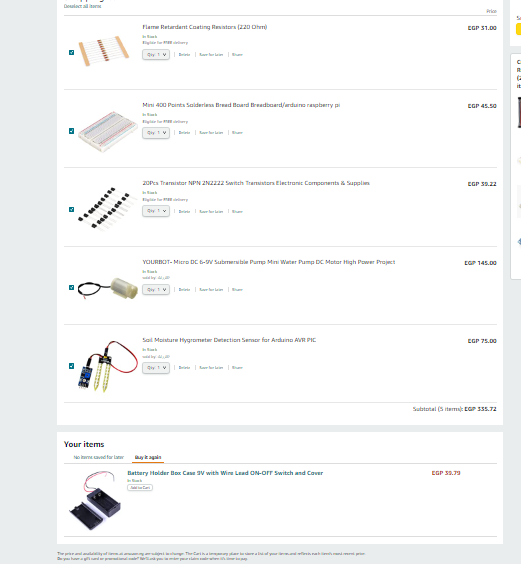 Deselect all items
Price
Flame Retardant Coating Resistors (220 Ohm)
EGP 31.00
In Stock
Eligible for FREE delivery
Qty: 1
Delete | Save for later | Share
Mini 400 Points Solderless Bread Board Breadboard/arduino raspberry pi
EGP 45.50
In Stock
Eligible for FREE delivery
Qty: 1
Delete | Save for later | Share
20Pcs Transistor NPN 2N2222 Switch Transistors Electronic Components & Supplies
EGP 39.22
In Stock
Eligible for FREE delivery
Qty: 1
Delete | Save for later | Share
YOURBOT- Micro DC 6-9V Submersible Pump Mini Water Pump DC Motor High Power Project
EGP 145.00
In Stock
Sold by:
Qty: 1
Delete | Save for later | Share
Soil Moisture Hygrometer Detection Sensor for Arduino AVR PIC
EGP 75.00
In Stock
Sold by:
Qty: 1
Delete | Save for later | Share
Subtotal (5 items): EGP 335.72
Your items
No items saved for later
Buy it again
Battery Holder Box Case 9V with Wire Lead ON-OFF Switch and Cover
EGP 39.79
In Stock
Add to Cart
The price and availability of items at amazon.eg are subject to change. The Cart is a temporary place to store a list of your items and reflects each item's most recent price
Do you have a gift card or promotional code? We'll ask you to enter your claim code when it's time to pay.